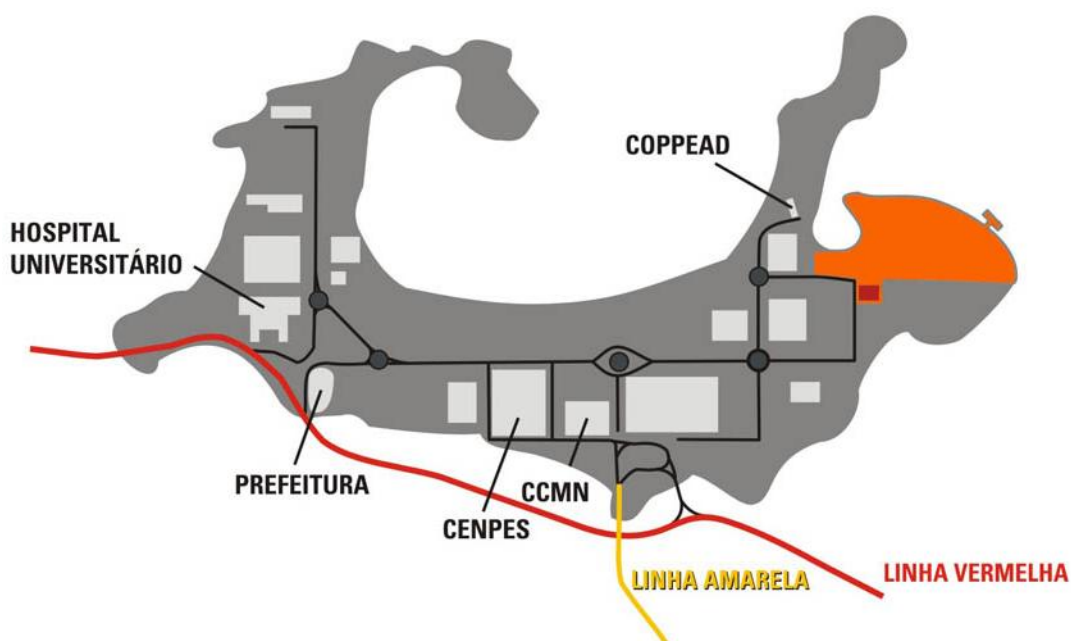 COPPEAD
HOSPITAL
UNIVERSITÁRIO
PREFEITURA
CCMN
CENPES
LINHA AMARELA
LINHA VERMELHA